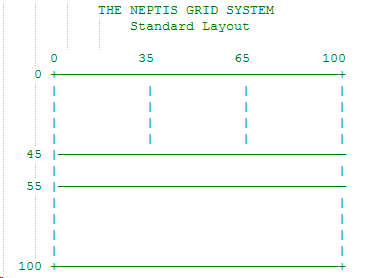 THE NEPTIS GRID SYSTEM
Standard Layout
0 35 65 100
0
45
55
100